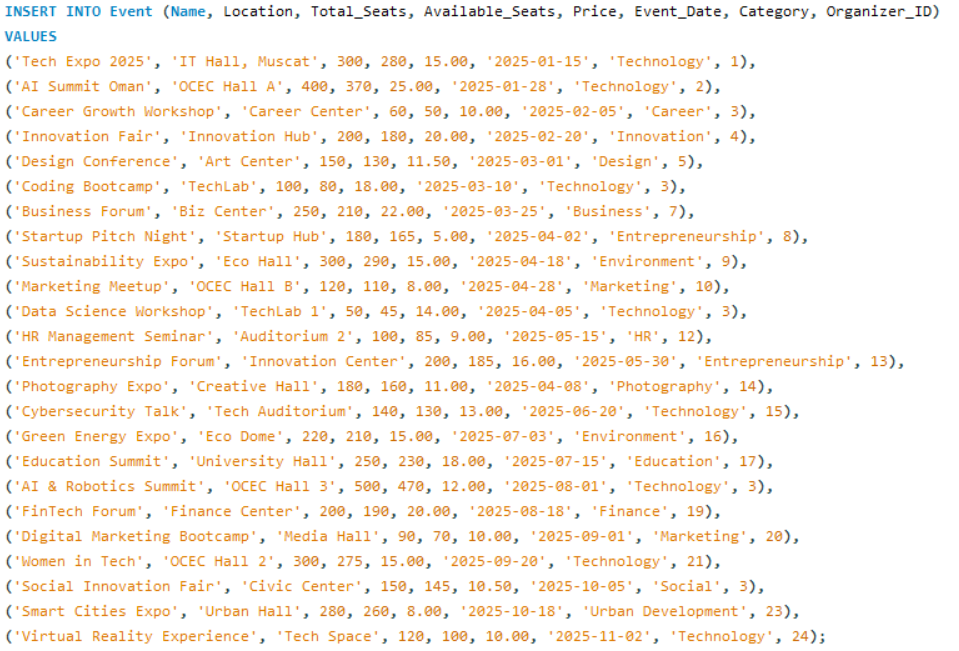 INSERT INTO Event (Name, Location, Total_Seats, Available_Seats, Price, Event_Date, Category, Organizer_ID)
VALUES
('Tech Expo 2025', 'IT Hall, Muscat', 300, 280, 15.00, '2025-01-15', 'Technology', 1),
('AI Summit Oman', 'OCEC Hall A', 400, 370, 25.00, '2025-01-28', 'Technology', 2),
('Career Growth Workshop', 'Career Center', 60, 50, 10.00, '2025-02-05', 'Career', 3),
('Innovation Fair', 'Innovation Hub', 200, 180, 20.00, '2025-02-20', 'Innovation', 4),
('Design Conference', 'Art Center', 150, 130, 11.50, '2025-03-01', 'Design', 5),
('Coding Bootcamp', 'TechLab', 100, 80, 18.00, '2025-03-10', 'Technology', 3),
('Business Forum', 'Biz Center', 250, 210, 22.00, '2025-03-25', 'Business', 7),
('Startup Pitch Night', 'Startup Hub', 180, 165, 5.00, '2025-04-02', 'Entrepreneurship', 8),
('Sustainability Expo', 'Eco Hall', 300, 290, 15.00, '2025-04-18', 'Environment', 9),
('Marketing Meetup', 'OCEC Hall B', 120, 110, 8.00, '2025-04-28', 'Marketing', 10),
('Data Science Workshop', 'TechLab 1', 50, 45, 14.00, '2025-04-05', 'Technology', 3),
('HR Management Seminar', 'Auditorium 2', 100, 85, 9.00, '2025-05-15', 'HR', 12),
('Entrepreneurship Forum', 'Innovation Center', 200, 185, 16.00, '2025-05-30', 'Entrepreneurship', 13),
('Photography Expo', 'Creative Hall', 180, 160, 11.00, '2025-04-08', 'Photography', 14),
('Cybersecurity Talk', 'Tech Auditorium', 140, 130, 13.00, '2025-06-20', 'Technology', 15),
('Green Energy Expo', 'Eco Dome', 220, 210, 15.00, '2025-07-03', 'Environment', 16),
('Education Summit', 'University Hall', 250, 230, 18.00, '2025-07-15', 'Education', 17),
('AI & Robotics Summit', 'OCEC Hall 3', 500, 470, 12.00, '2025-08-01', 'Technology', 3),
('FinTech Forum', 'Finance Center', 200, 190, 20.00, '2025-08-18', 'Finance', 19),
('Digital Marketing Bootcamp', 'Media Hall', 90, 70, 10.00, '2025-09-01', 'Marketing', 20),
('Women in Tech', 'OCEC Hall 2', 300, 275, 15.00, '2025-09-20', 'Technology', 21),
('Social Innovation Fair', 'Civic Center', 150, 145, 10.50, '2025-10-05', 'Social', 3),
('Smart Cities Expo', 'Urban Hall', 280, 260, 8.00, '2025-10-18', 'Urban Development', 23),
('Virtual Reality Experience', 'Tech Space', 120, 100, 10.00, '2025-11-02', 'Technology', 24);